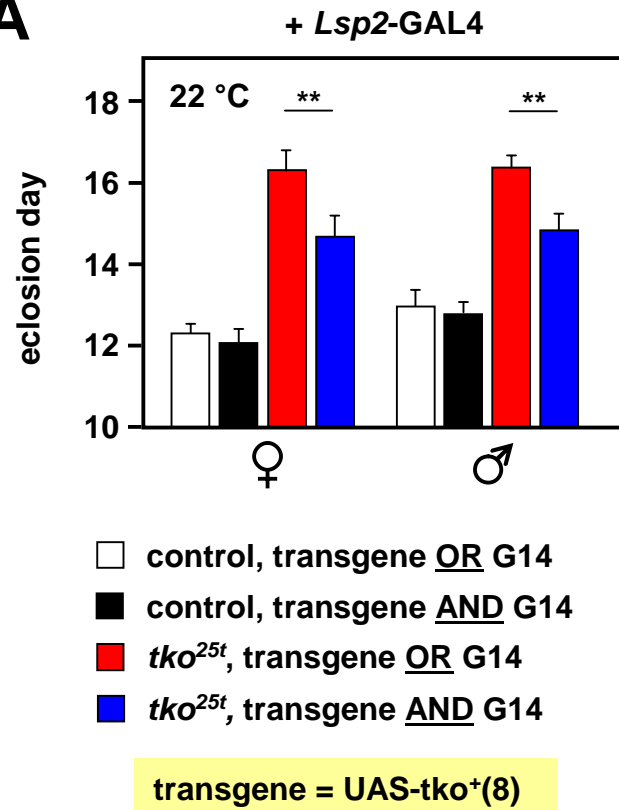 A
+ Lsp2-GAL4
22 °C
** **
18
16
14
12
10
eclosion day
♀ ♂
control, transgene OR G14
control, transgene AND G14
tko25t, transgene OR G14
tko25t, transgene AND G14
transgene = UAS-tko+(8)